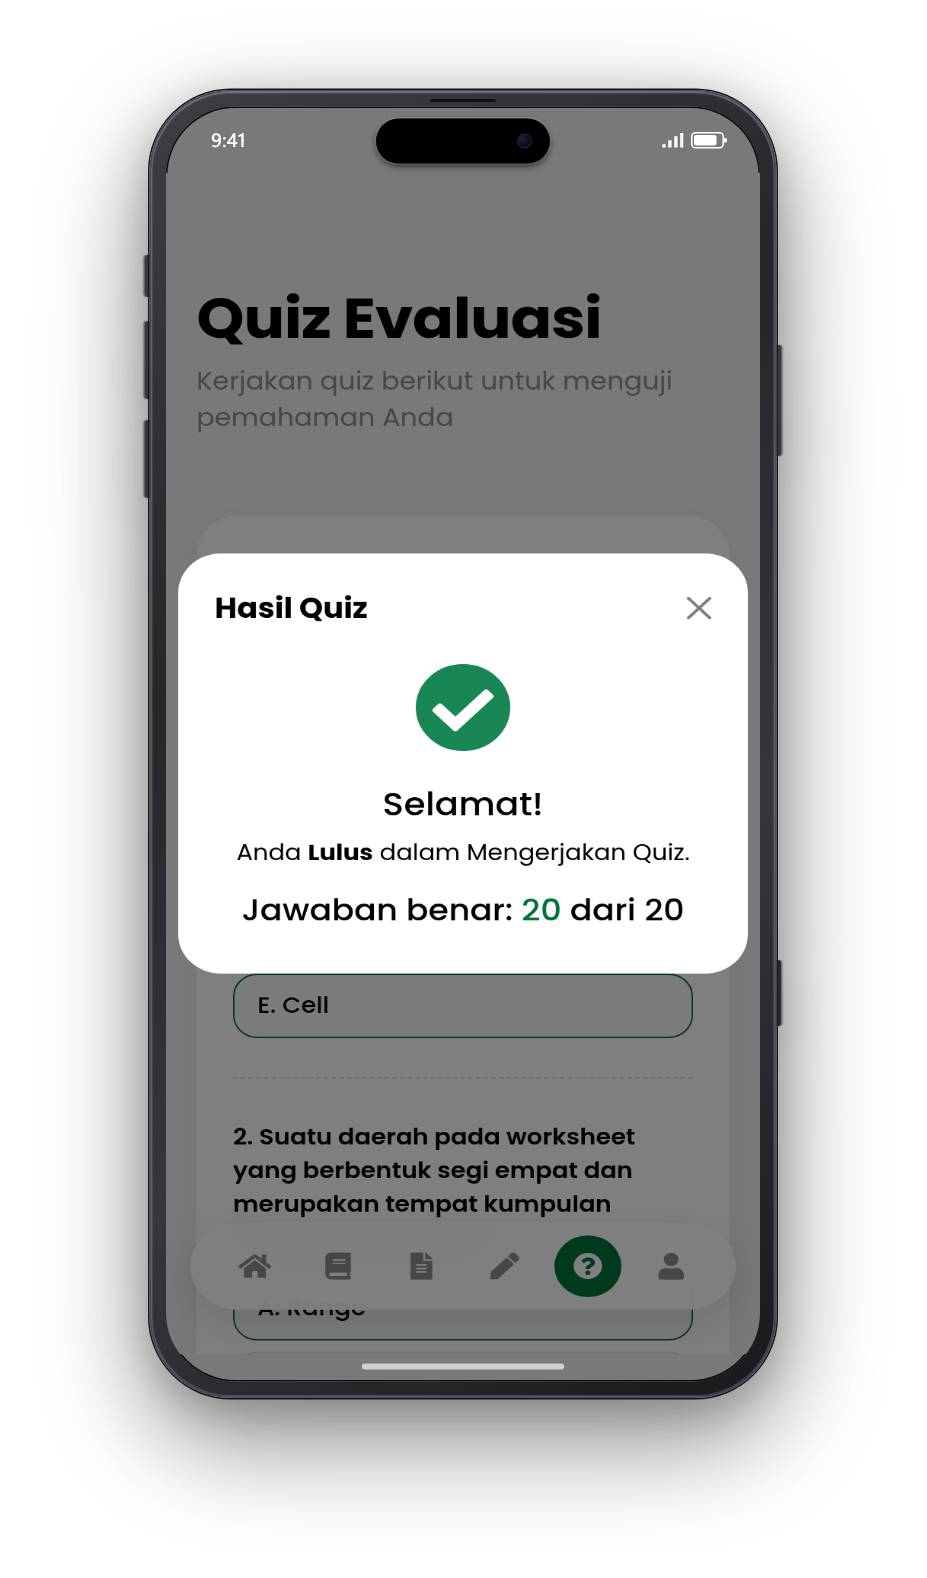 9:41
Quiz Evaluasi
Kerjakan quiz berikut untuk menguji
pemahaman Anda
Hasil Quiz
Selamat!
Anda Lulus dalam Mengerjakan Quiz.
Jawaban benar: 20 dari 20
E. Cell
2. Suatu daerah pada worksheet
yang berbentuk segi empat dan
merupakan tempat kumpulan
A. Range